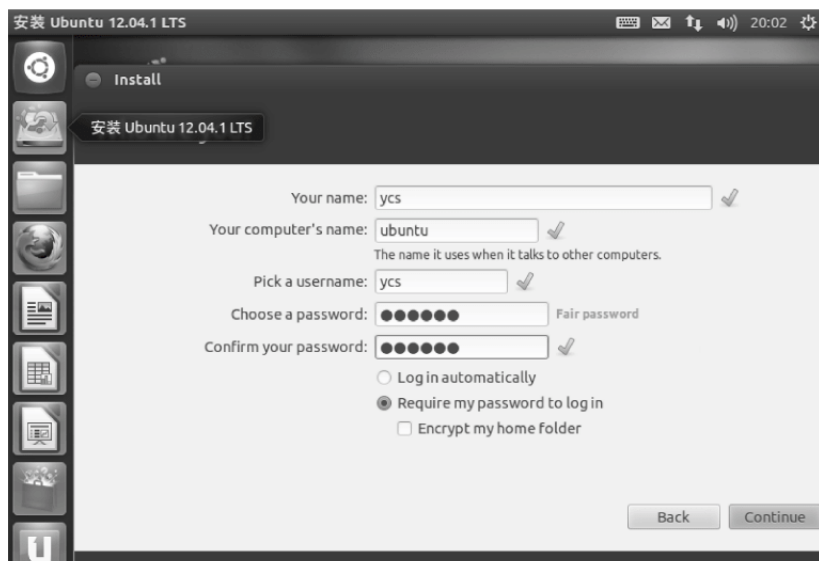 安装 Ubuntu 12.04.1 LTS
20:02
Install
安装 Ubuntu 12.04.1 LTS
Your name: ycs
Your computer's name: ubuntu
The name it uses when it talks to other computers.
Pick a username: ycs
Choose a password: ●●●●●● Fair password
Confirm your password: ●●●●●●
Log in automatically
Require my password to log in
Encrypt my home folder
Back Continue